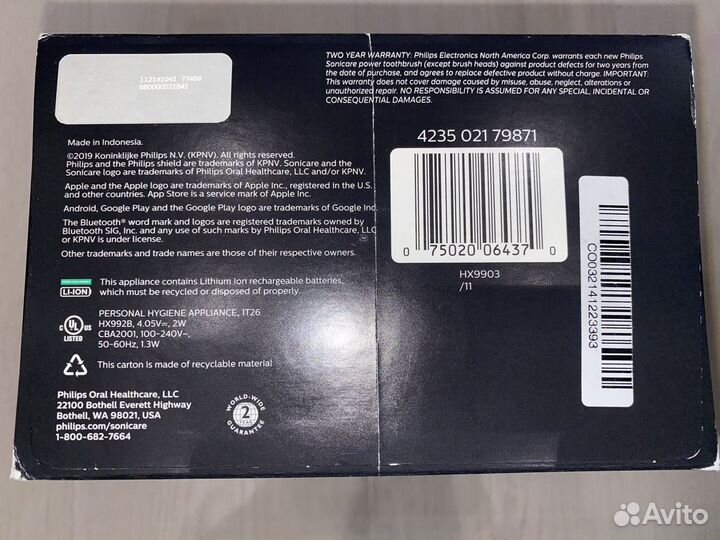 112141041 7T469
880000521841
TWO YEAR WARRANTY: Philips Electronics North America Corp. warrants each new Philips
Sonicare power toothbrush (except brush heads) against product defects for two years from
the date of purchase, and agrees to replace defective product without charge. IMPORTANT:
This warranty does not cover damage caused by misuse, abuse, neglect, alterations or
unauthorized repair. NO RESPONSIBILITY IS ASSUMED FOR ANY SPECIAL, INCIDENTAL OR
CONSEQUENTIAL DAMAGES.
Made in Indonesia.
©2019 Koninklijke Philips N.V. (KPNV). All rights reserved.
Philips and the Philips shield are trademarks of KPNV. Sonicare and the
Sonicare logo are trademarks of Philips Oral Healthcare, LLC and/or KPNV.
Apple and the Apple logo are trademarks of Apple Inc., registered in the U.S.
and other countries. App Store is a service mark of Apple Inc.
Android, Google Play and the Google Play logo are trademarks of Google Inc.
The Bluetooth® word mark and logos are registered trademarks owned by
Bluetooth SIG, Inc. and any use of such marks by Philips Oral Healthcare, LLC
or KPNV is under license.
Other trademarks and trade names are those of their respective owners.
LI-ION
This appliance contains Lithium Ion rechargeable batteries,
which must be recycled or disposed of properly.
C UL US
LISTED
PERSONAL HYGIENE APPLIANCE, 1T26
HX992B, 4.05V⎓, 2W
CBA2001, 100-240V~,
50-60Hz, 1.3W
This carton is made of recyclable material
Philips Oral Healthcare, LLC
22100 Bothell Everett Highway
Bothell, WA 98021, USA
philips.com/sonicare
1-800-682-7664
WORLD-WIDE
2
YEAR
GUARANTEE
4235 021 79871
0 75020 06437 0
HX9903
/11
CO032141223393
Avito